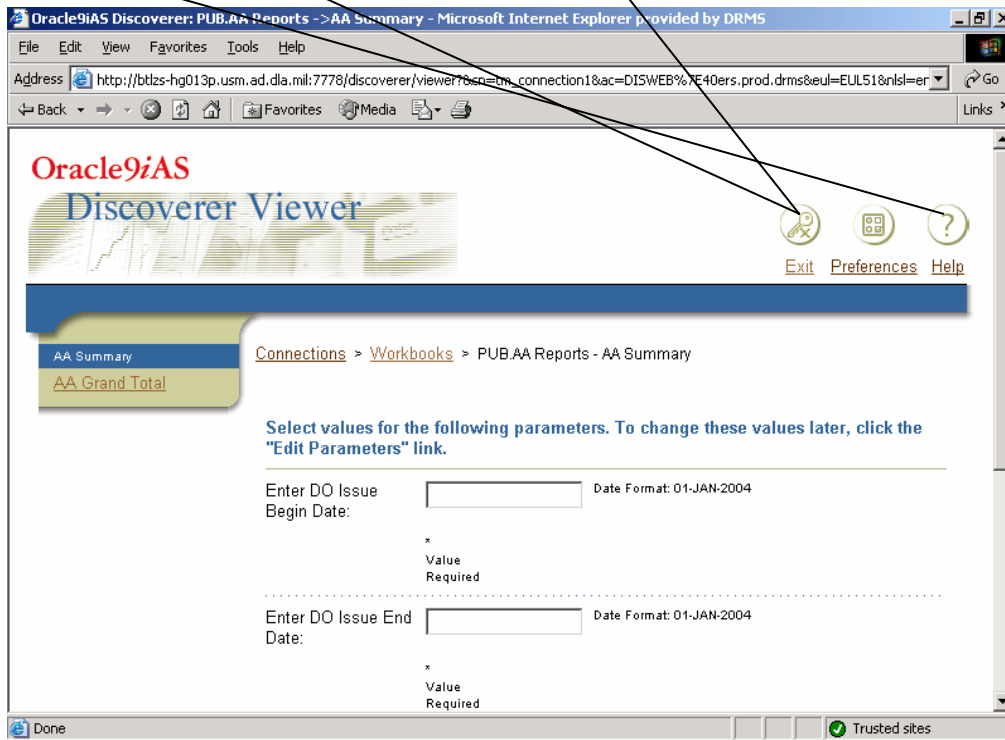 Oracle9iAS Discoverer: PUB.AA Reports ->AA Summary - Microsoft Internet Explorer provided by DRMS
File Edit View Favorites Tools Help
Address http://btlzs-hg013p.usm.ad.dla.mil:7778/discoverer/viewer?&cn=tm_connection1&ac=DISWEB%7E40ers.prod.drms&eul=EUL51&nlsl=er Go
Back Favorites Media Links
Oracle9iAS
Discoverer Viewer
Exit Preferences Help
AA Summary
AA Grand Total
Connections > Workbooks > PUB.AA Reports - AA Summary
Select values for the following parameters. To change these values later, click the
"Edit Parameters" link.
Enter DO Issue
Begin Date:
Date Format: 01-JAN-2004
*
Value
Required
Enter DO Issue End
Date:
Date Format: 01-JAN-2004
*
Value
Required
Done Trusted sites